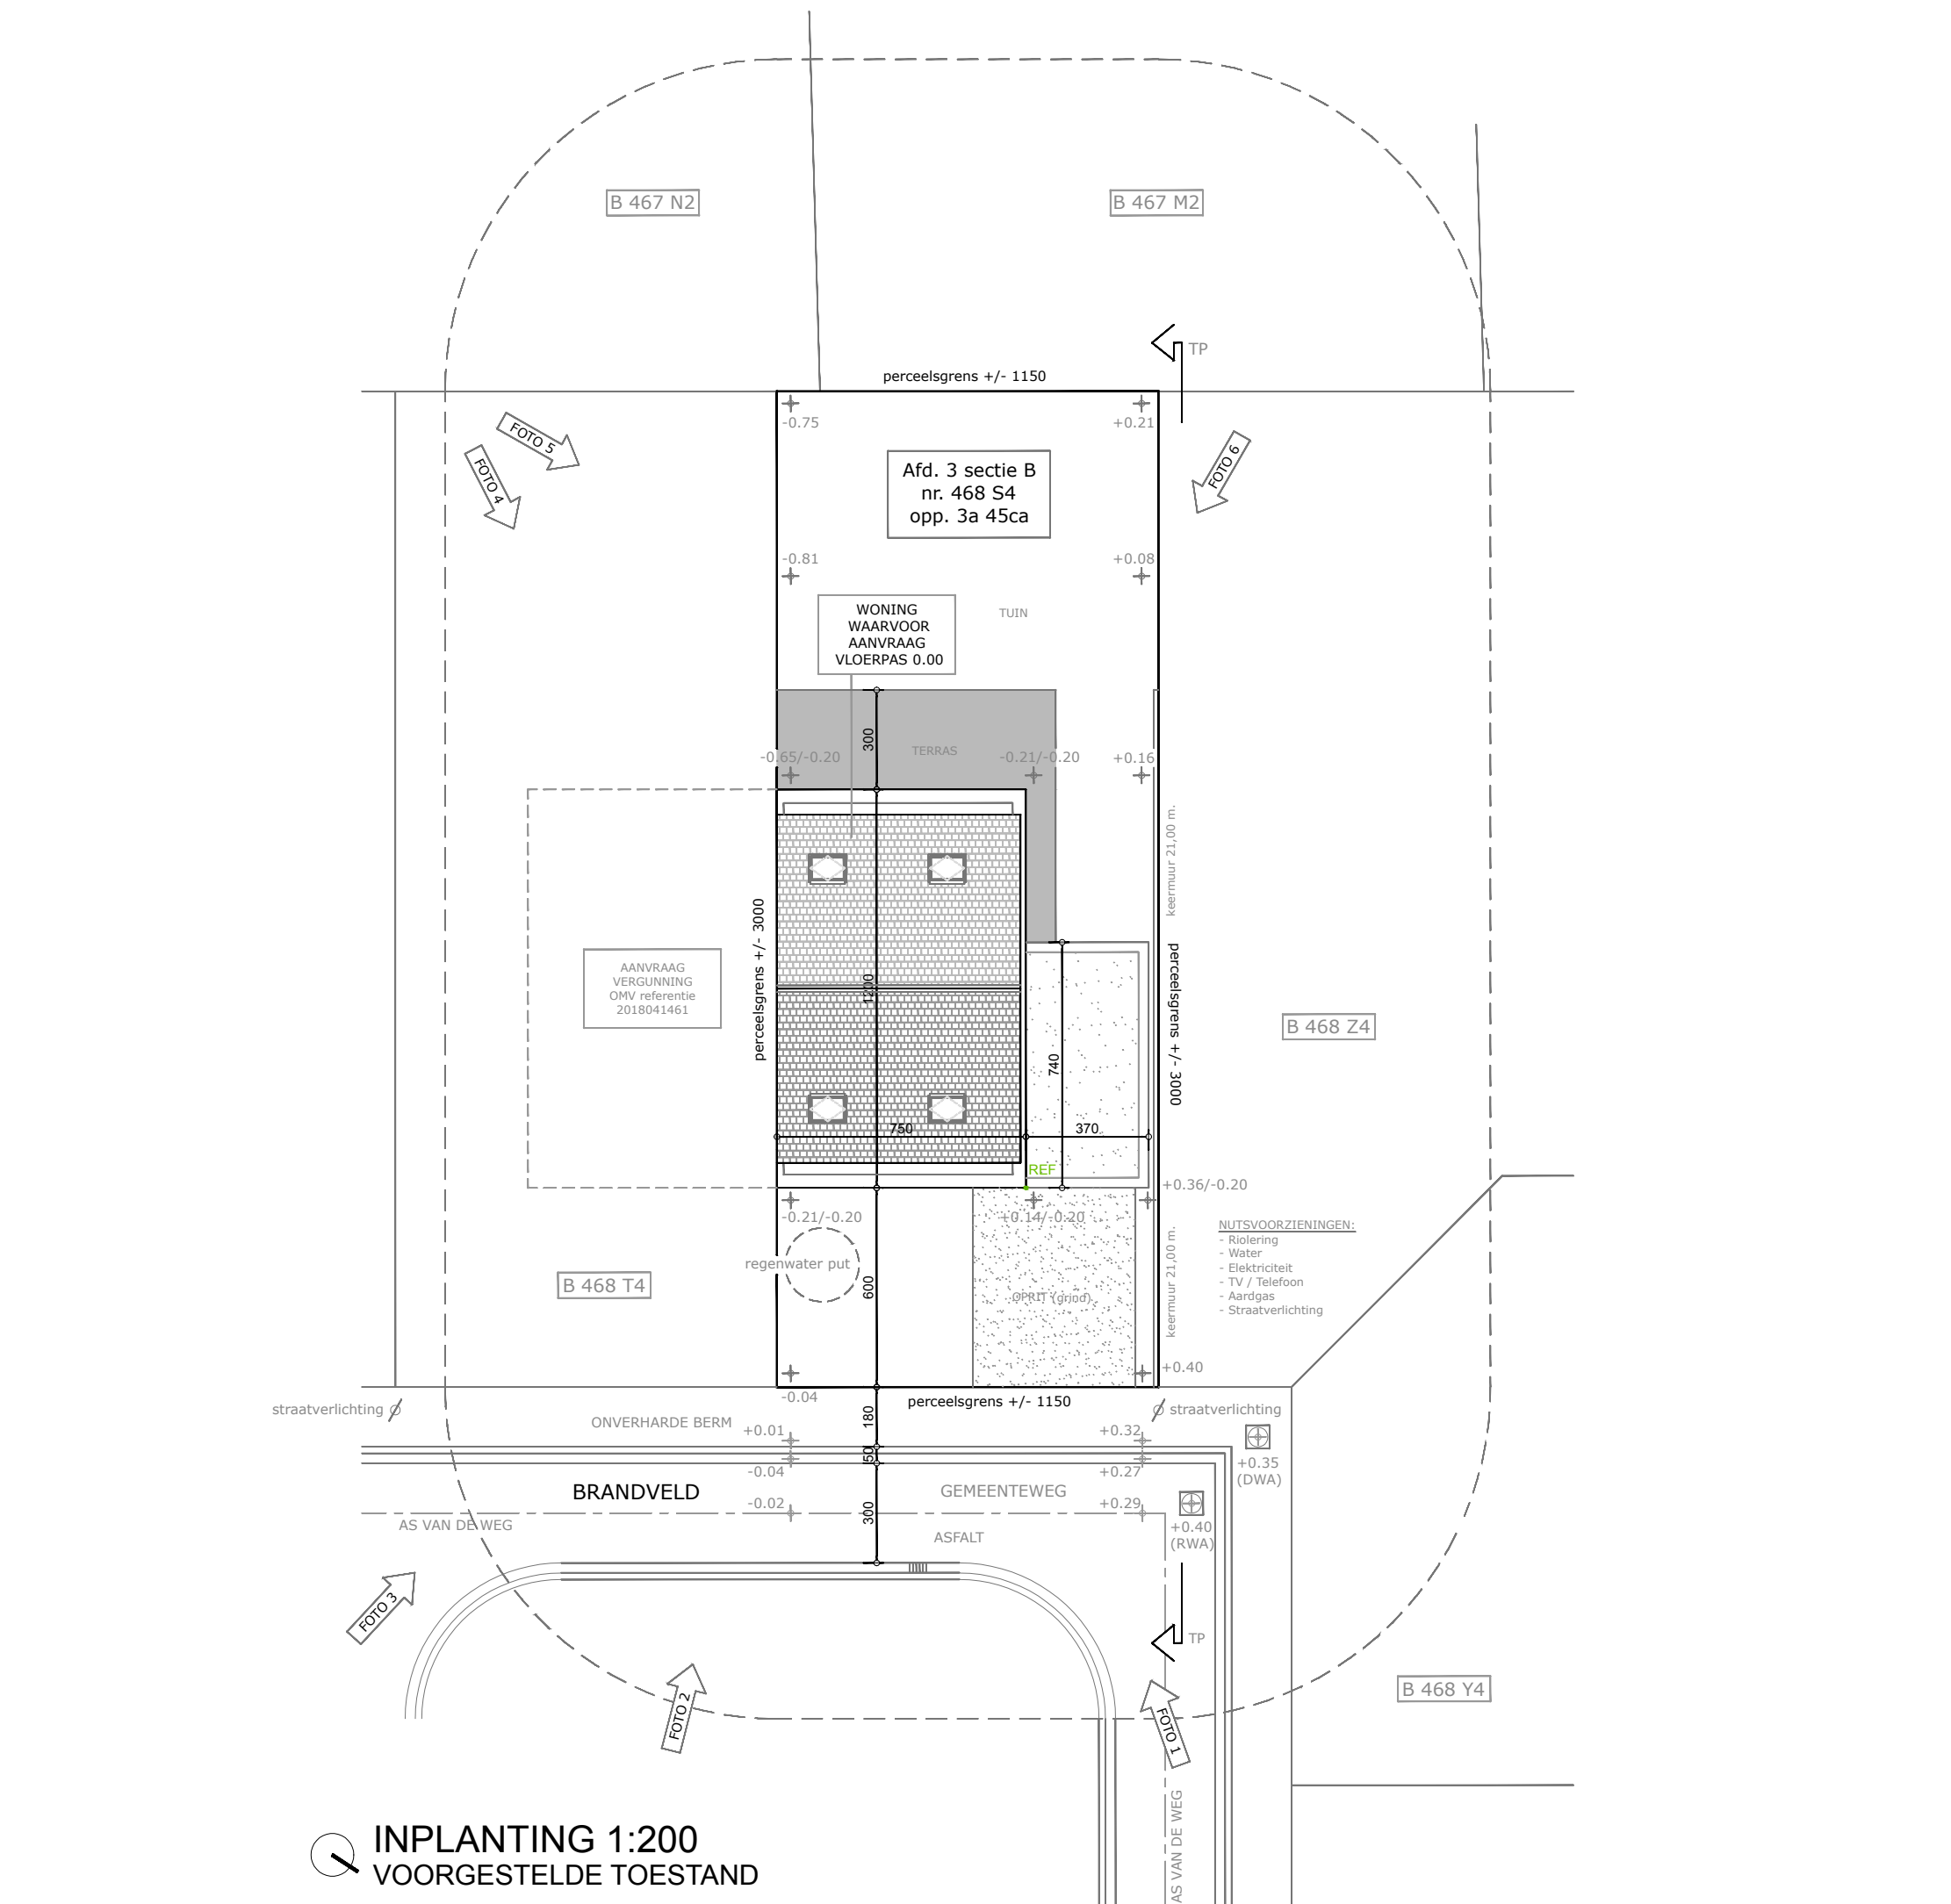 B 467 N2
B 467 M2
TP
perceelsgrens +/- 1150
-0.75
+0.21
FOTO 5
FOTO 4
FOTO 6
Afd. 3 sectie B
nr. 468 S4
opp. 3a 45ca
-0.81
+0.08
WONING
WAARVOOR
AANVRAAG
VLOERPAS 0.00
TUIN
300
TERRAS
-0.65/-0.20
-0.21/-0.20
+0.16
keermuur 21,00 m.
perceelsgrens +/- 3000
AANVRAAG
VERGUNNING
OMV referentie
2018041461
1200
740
perceelsgrens +/- 3000
B 468 Z4
750
370
REF
+0.36/-0.20
-0.21/-0.20
+0.14/-0.20
regenwater put
B 468 T4
600
OPRIT (grind)
keermuur 21,00 m.
NUTSVOORZIENINGEN:
- Riolering
- Water
- Elektriciteit
- TV / Telefoon
- Aardgas
- Straatverlichting
+0.40
-0.04
perceelsgrens +/- 1150
straatverlichting
straatverlichting
180
ONVERHARDE BERM
+0.01
+0.32
50
-0.04
+0.27
+0.35
(DWA)
BRANDVELD
GEMEENTEWEG
-0.02
+0.29
300
AS VAN DE WEG
ASFALT
+0.40
(RWA)
FOTO 3
TP
FOTO 2
FOTO 1
B 468 Y4
AS VAN DE WEG
INPLANTING 1:200
VOORGESTELDE TOESTAND